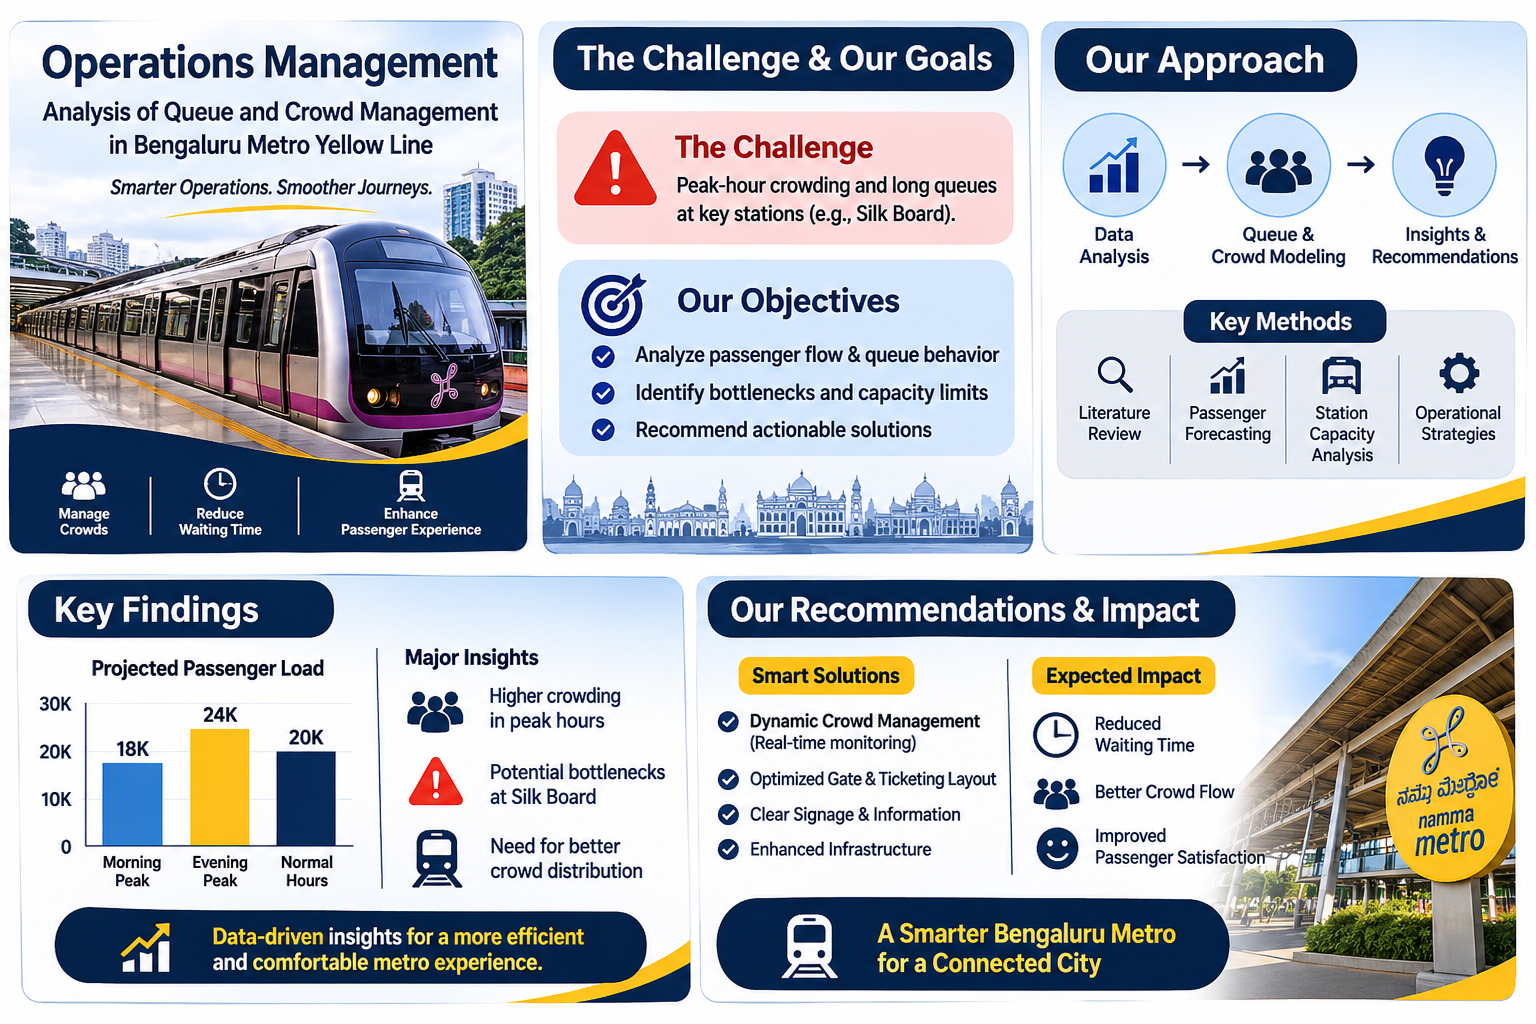 Operations Management
Analysis of Queue and Crowd Management
in Bengaluru Metro Yellow Line
Smarter Operations. Smoother Journeys.
Manage
Crowds
Reduce
Waiting Time
Enhance
Passenger Experience
The Challenge & Our Goals
The Challenge
Peak-hour crowding and long queues
at key stations (e.g., Silk Board).
Our Objectives
Analyze passenger flow & queue behavior
Identify bottlenecks and capacity limits
Recommend actionable solutions
Our Approach
Data
Analysis
Queue &
Crowd Modeling
Insights &
Recommendations
Key Methods
Literature
Review
Passenger
Forecasting
Station
Capacity
Analysis
Operational
Strategies
Key Findings
Projected Passenger Load
30K
20K
10K
0
18K
24K
20K
Morning
Peak
Evening
Peak
Normal
Hours
Major Insights
Higher crowding
in peak hours
Potential bottlenecks
at Silk Board
Need for better
crowd distribution
Data-driven insights for a more efficient
and comfortable metro experience.
Our Recommendations & Impact
Smart Solutions
Dynamic Crowd Management
(Real-time monitoring)
Optimized Gate & Ticketing Layout
Clear Signage & Information
Enhanced Infrastructure
Expected Impact
Reduced
Waiting Time
Better Crowd Flow
Improved
Passenger Satisfaction
A Smarter Bengaluru Metro
for a Connected City
namma
metro